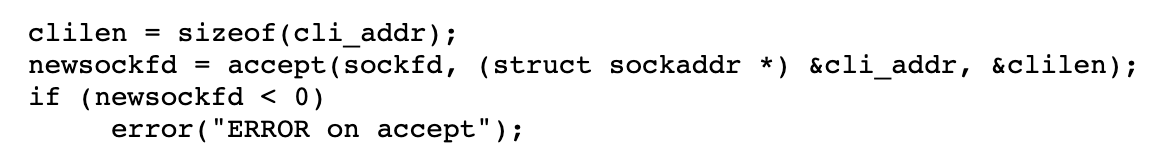 clilen = sizeof(cli_addr);
newsockfd = accept(sockfd, (struct sockaddr *) &cli_addr, &clilen);
if (newsockfd < 0)
     error("ERROR on accept");